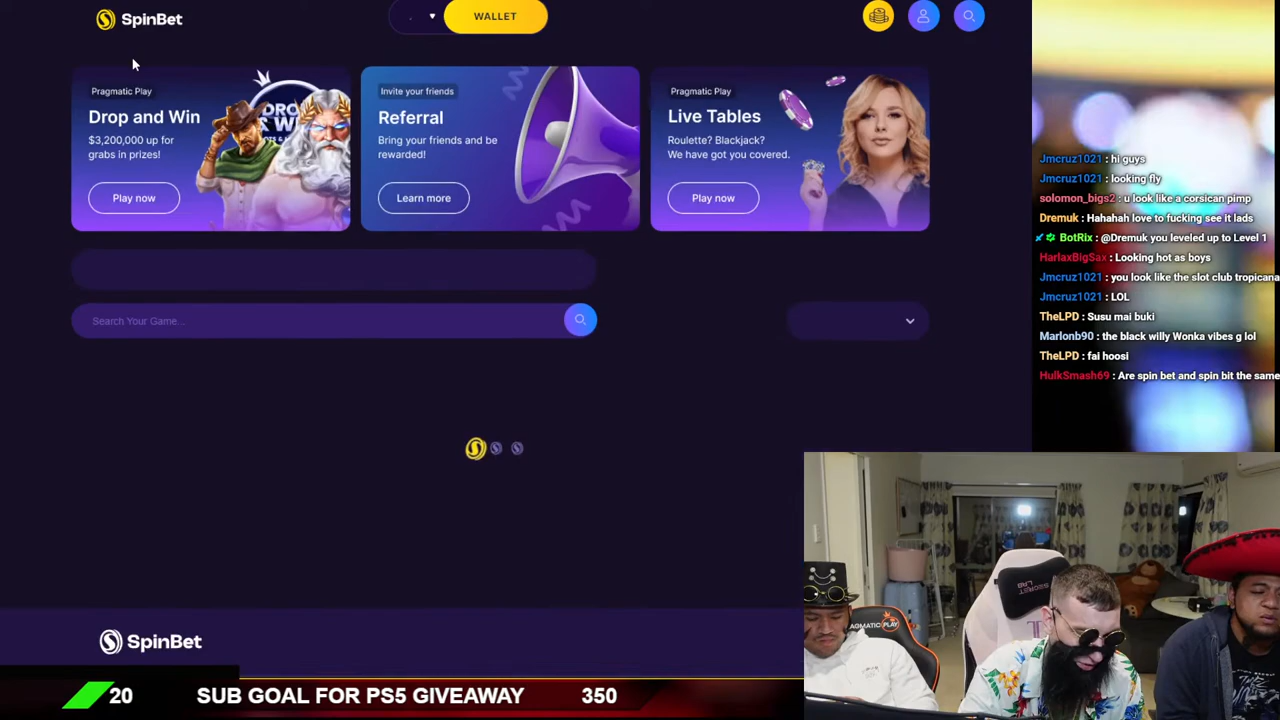 SpinBet
WALLET
Pragmatic Play
Drop and Win
$3,200,000 up for
grabs in prizes!
Play now
Invite your friends
Referral
Bring your friends and be
rewarded!
Learn more
Pragmatic Play
Live Tables
Roulette? Blackjack?
We have got you covered.
Play now
Search Your Game...
Jmcruz1021 : hi guys
Jmcruz1021 : looking fly
solomon_bigs2 : u look like a corsican pimp
Dremuk : Hahahah love to fucking see it lads
BotRix : @Dremuk you leveled up to Level 1
HarlaxBigSax : Looking hot as boys
Jmcruz1021 : you look like the slot club tropicana
Jmcruz1021 : LOL
TheLPD : Susu mai buki
Marlonb90 : the black willy Wonka vibes g lol
TheLPD : fai hoosi
HulkSmash69 : Are spin bet and spin bit the same
SpinBet
20 SUB GOAL FOR PS5 GIVEAWAY 350